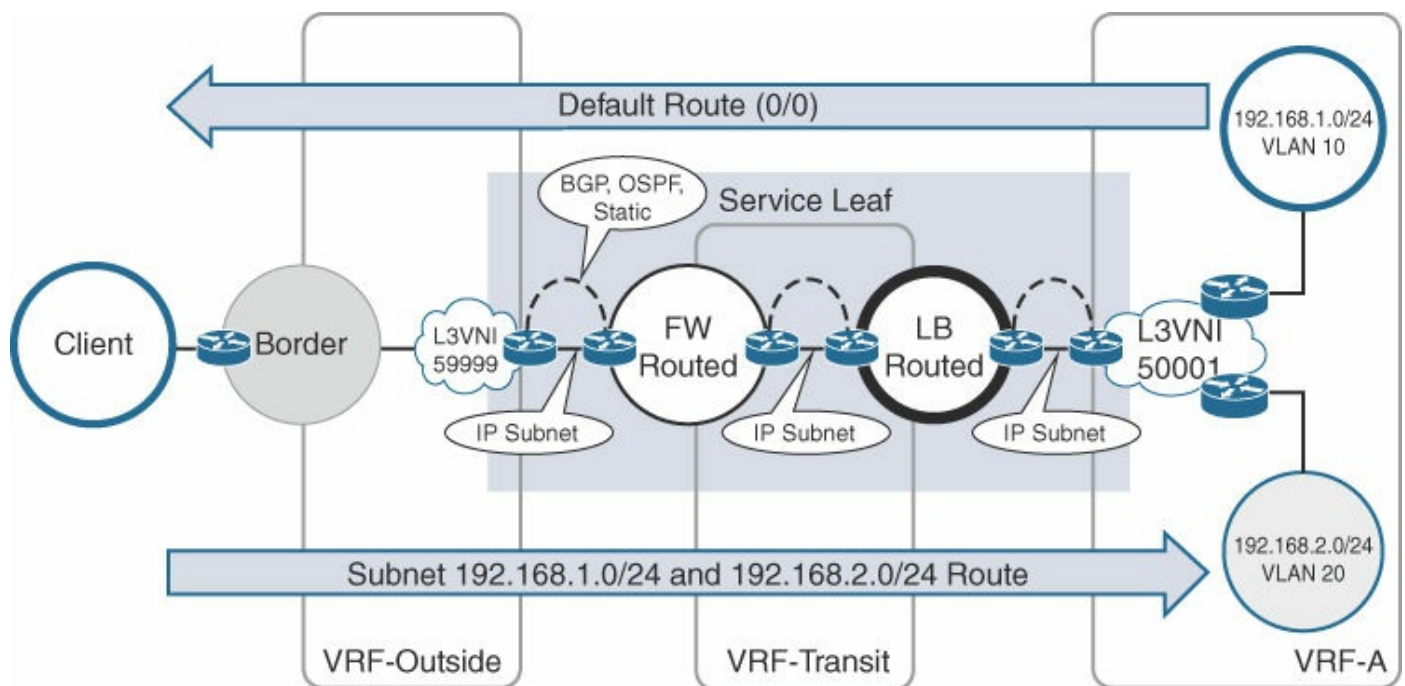 Default Route (0/0)
192.168.1.0/24
VLAN 10
BGP, OSPF,
Static
Service Leaf
Client
Border
L3VNI
59999
FW
Routed
LB
Routed
L3VNI
50001
IP Subnet
IP Subnet
IP Subnet
192.168.2.0/24
VLAN 20
Subnet 192.168.1.0/24 and 192.168.2.0/24 Route
VRF-Outside
VRF-Transit
VRF-A